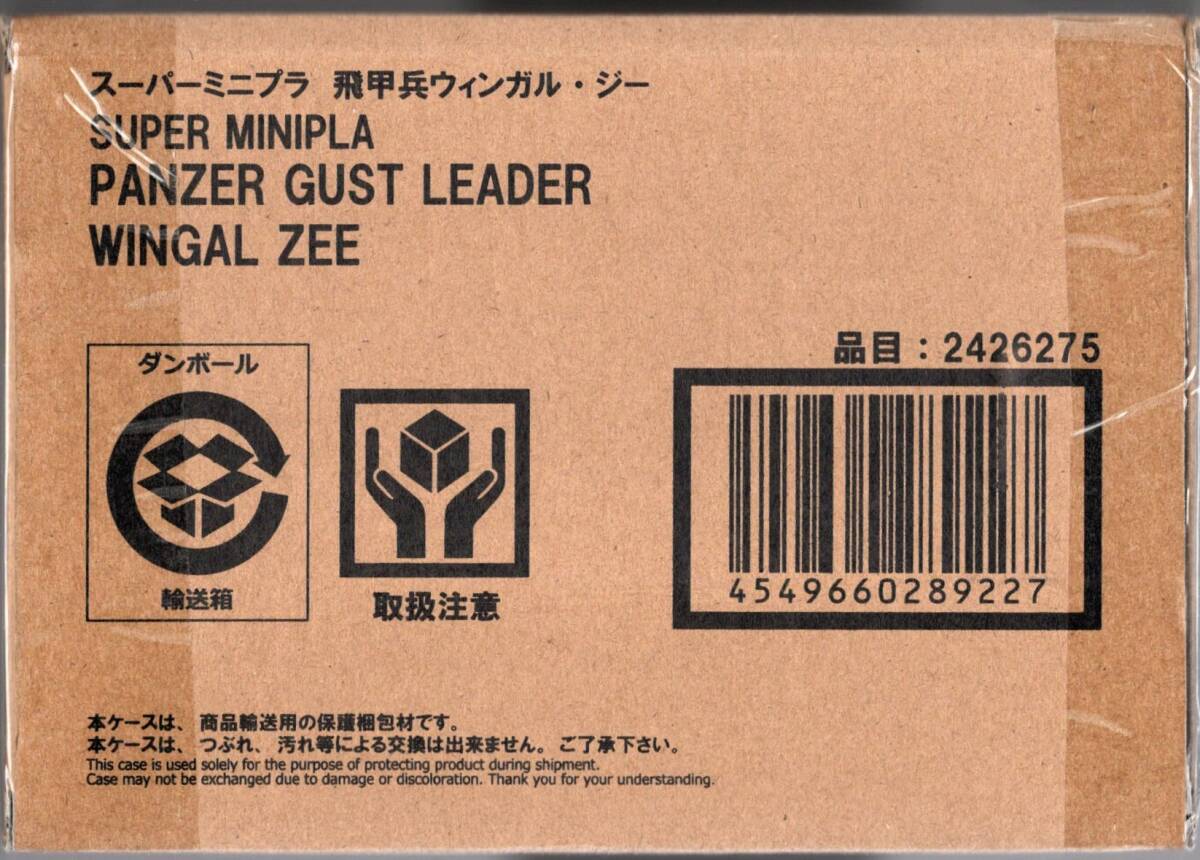 スーパーミニプラ 飛甲兵ウィンガル・ジー
SUPER MINIPLA
PANZER GUST LEADER
WINGAL ZEE
ダンボール
輸送箱
取扱注意
品目：2426275
4549660289227
本ケースは、商品輸送用の保護梱包材です。
本ケースは、つぶれ、汚れ等による交換は出来ません。ご了承下さい。
This case is used solely for the purpose of protecting product during shipment.
Case may not be exchanged due to damage or discoloration. Thank you for your understanding.